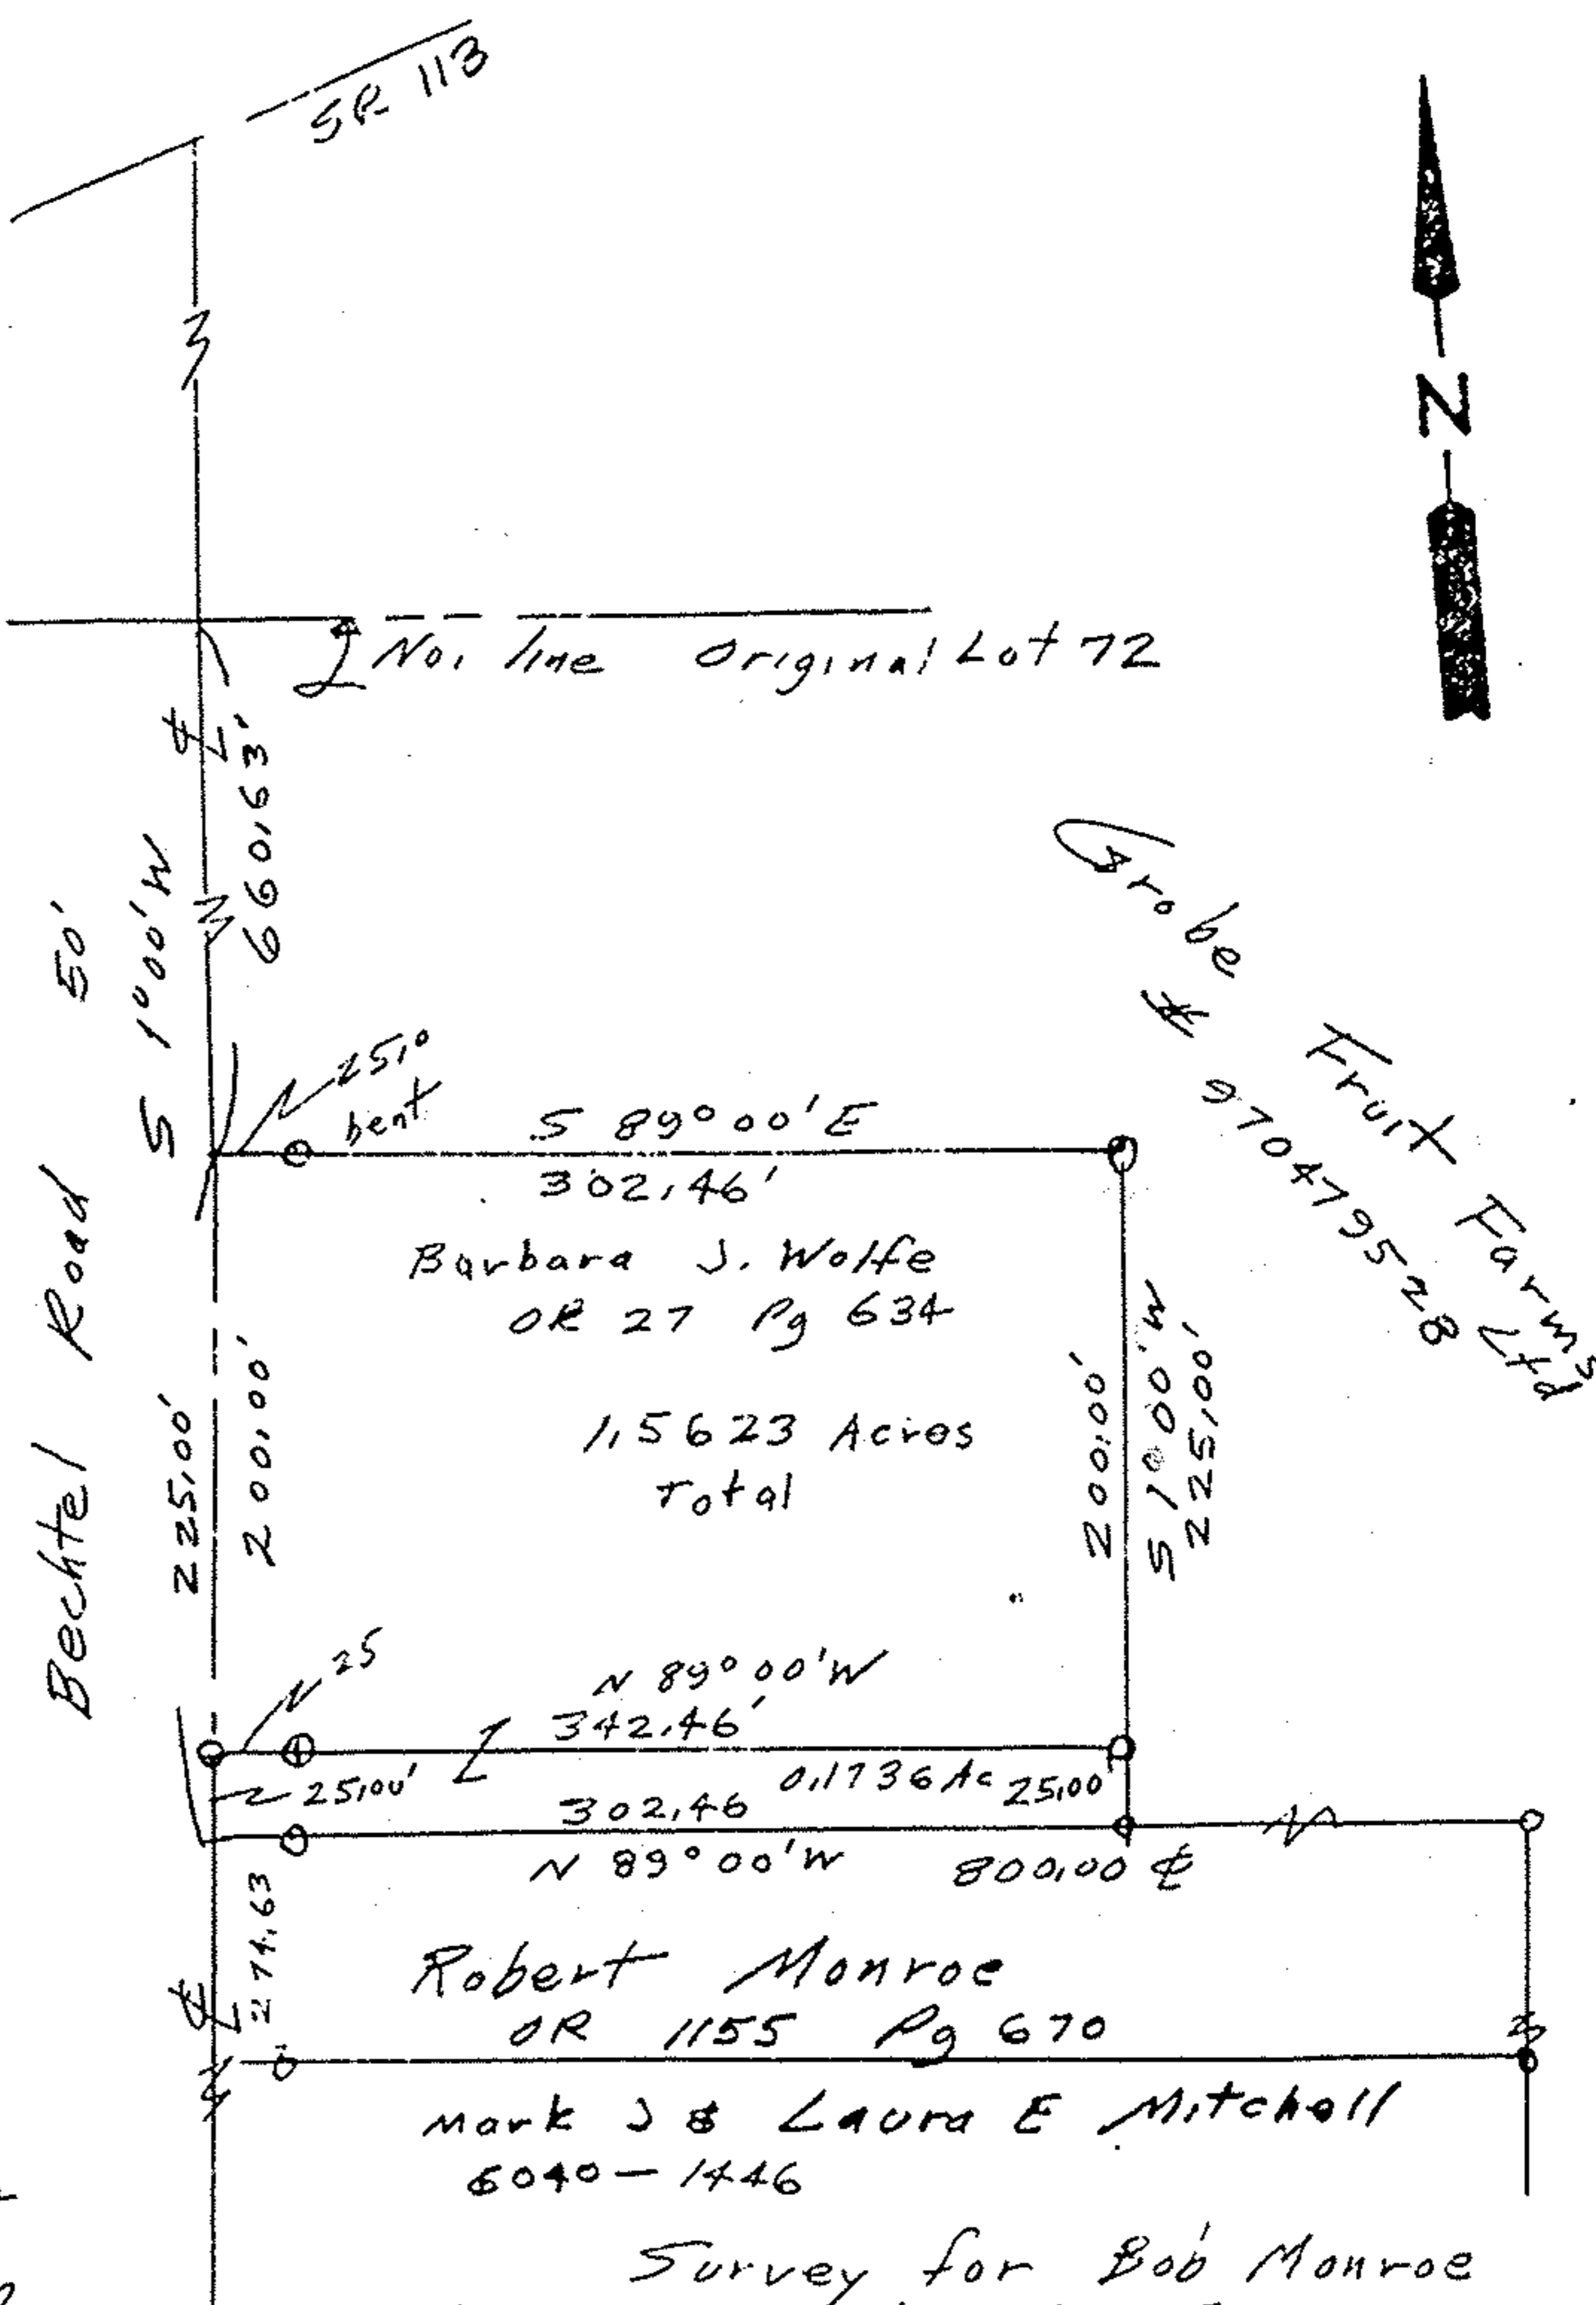 SR 113
N
No. line Original Lot 72
℄
660.63'
S 1°00'W
50'
Bechtel Road
Grobe Fruit Farms Ltd
* 970479528
25.0
bent
S 89°00'E
302.46'
Barbara J. Wolfe
OR 27 Pg 634
1.5623 Acres
Total
225.00'
200.00'
200.00'
S 1°00'W
225.00'
25
N 89°00'W
342.46'
25.00'
0.1736 Ac
25.00'
302.46
N 89°00'W
800.00 ℄
274.63
℄
Robert Monroe
OR 1155 Pg 670
Mark J & Laura E Mitchell
6040-1446
Survey for Bob Monroe